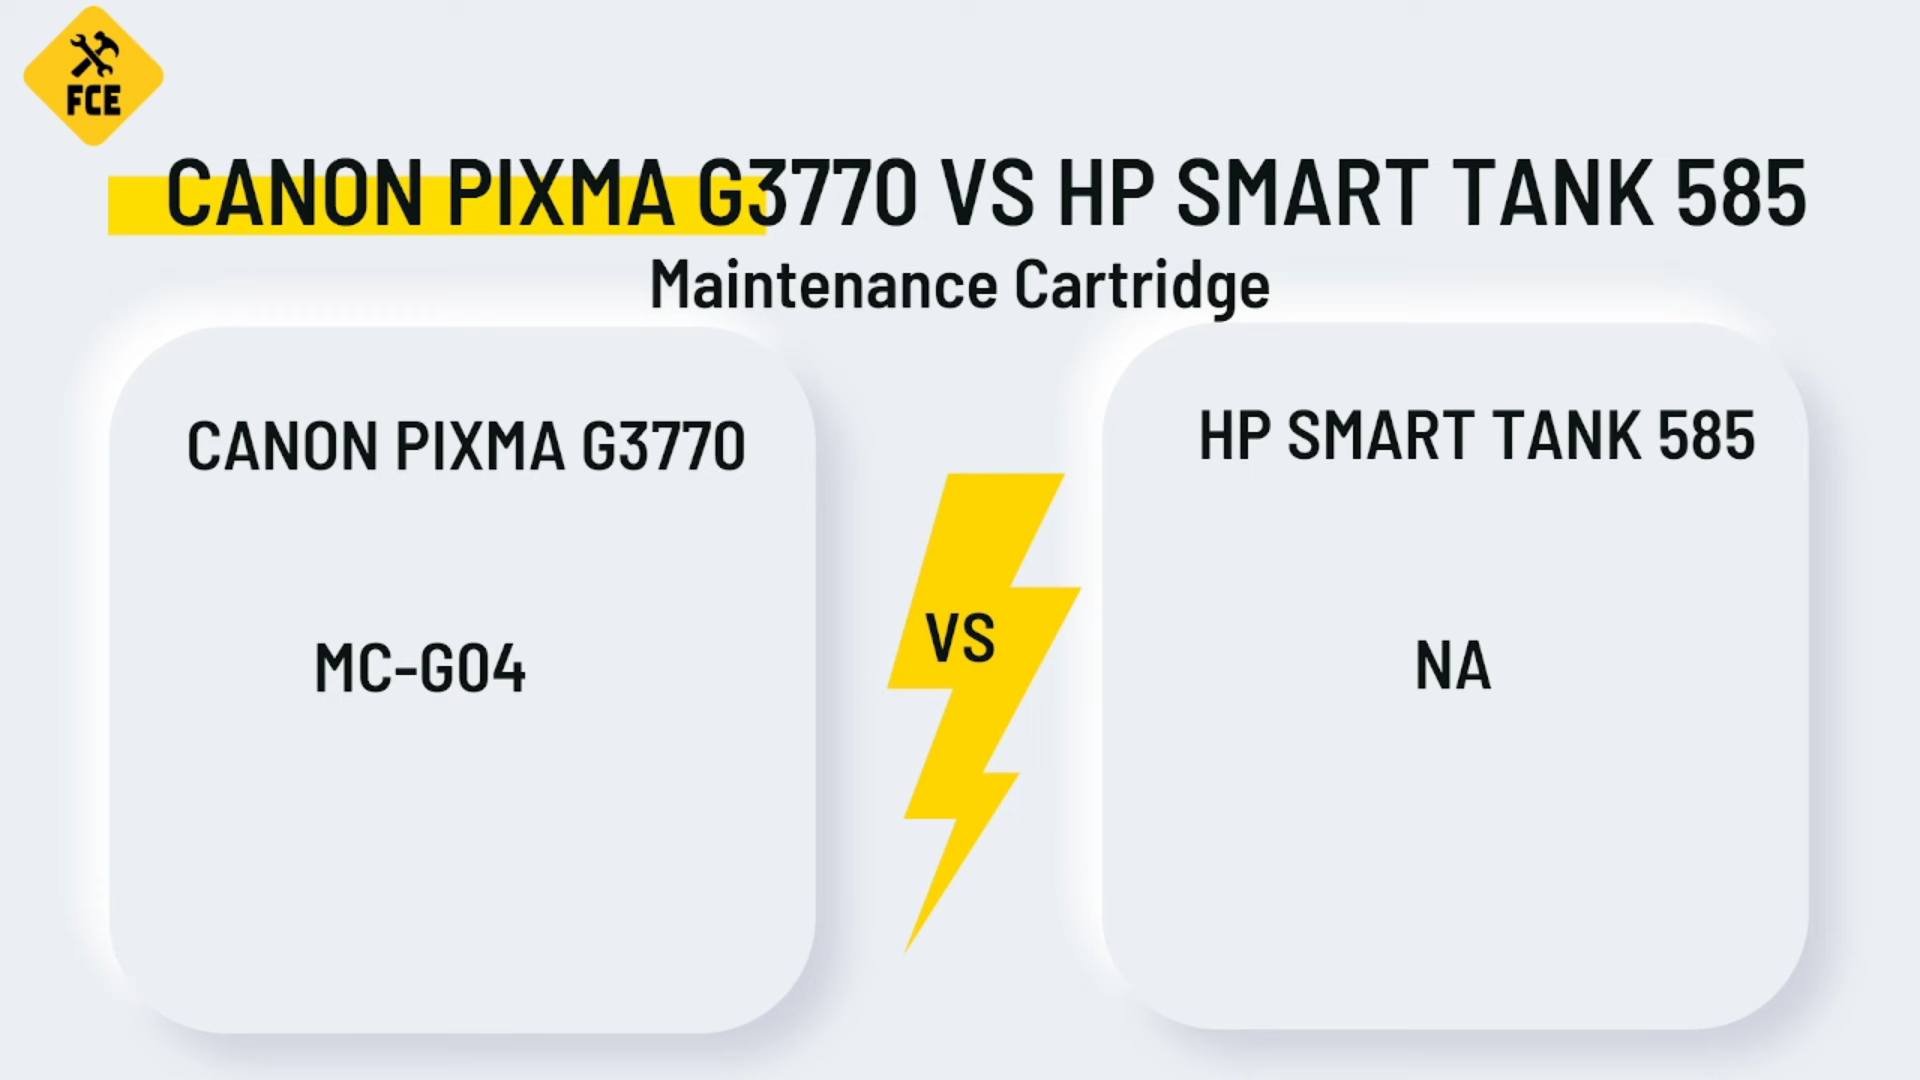 FCE
CANON PIXMA G3770 VS HP SMART TANK 585
Maintenance Cartridge
CANON PIXMA G3770
MC-G04
VS
HP SMART TANK 585
NA